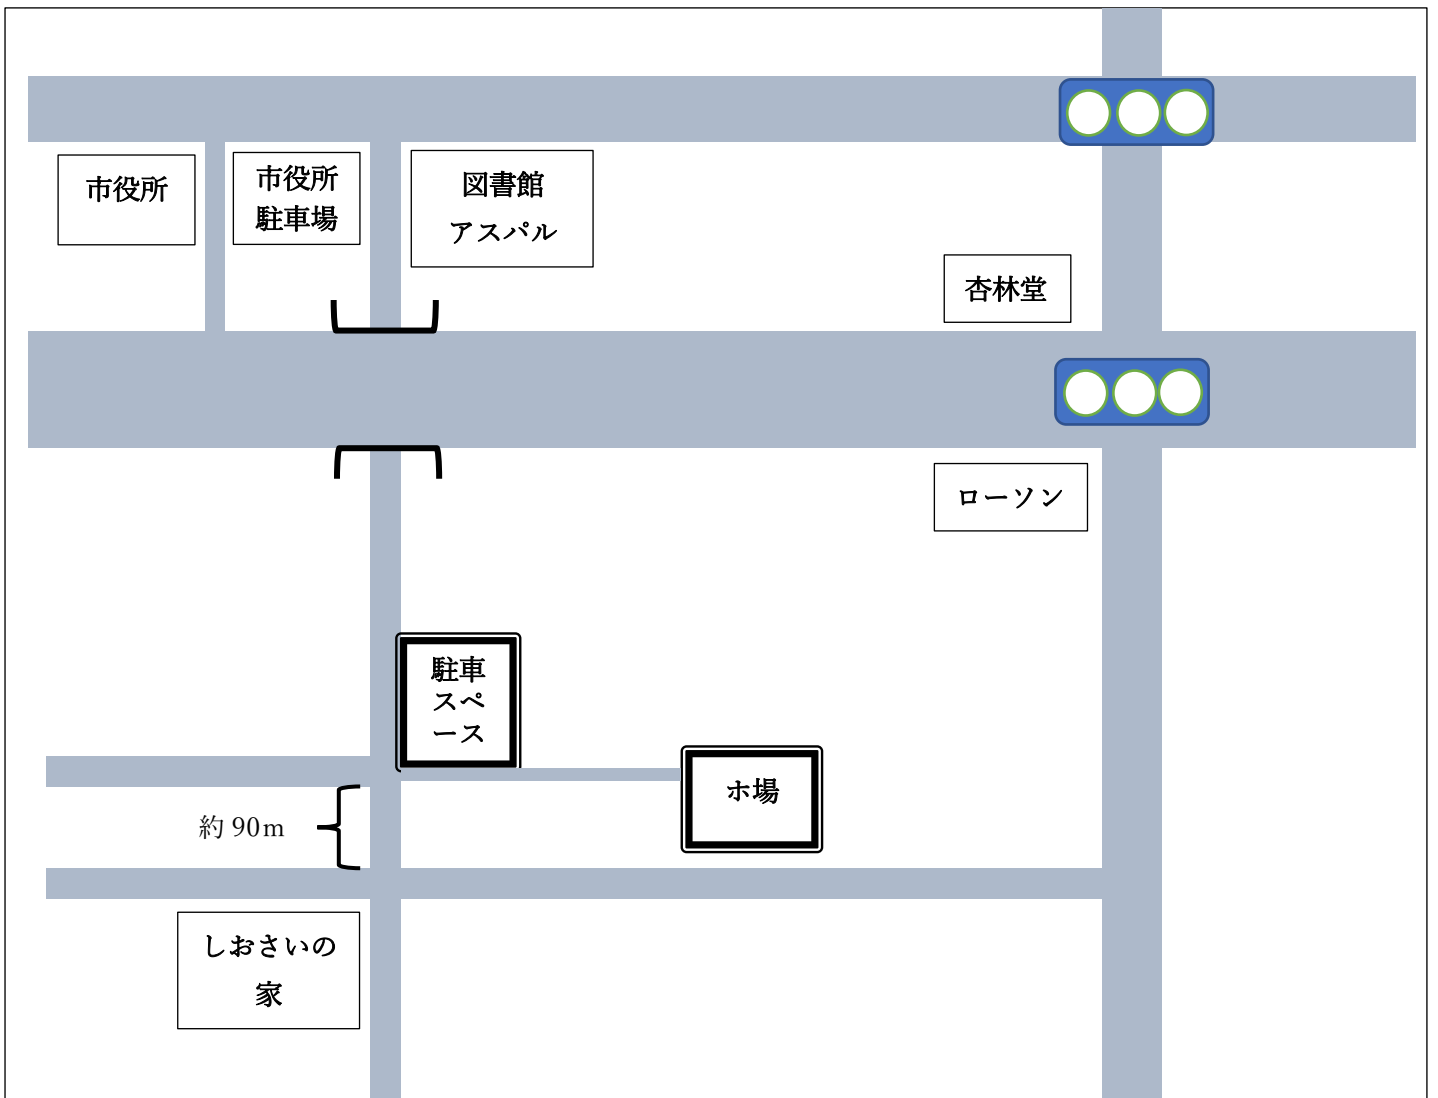 市役所
市役所
駐車場
図書館
アスパル
杏林堂
ローソン
駐車
スペ
ース
ホ場
約 90m
しおさいの
家